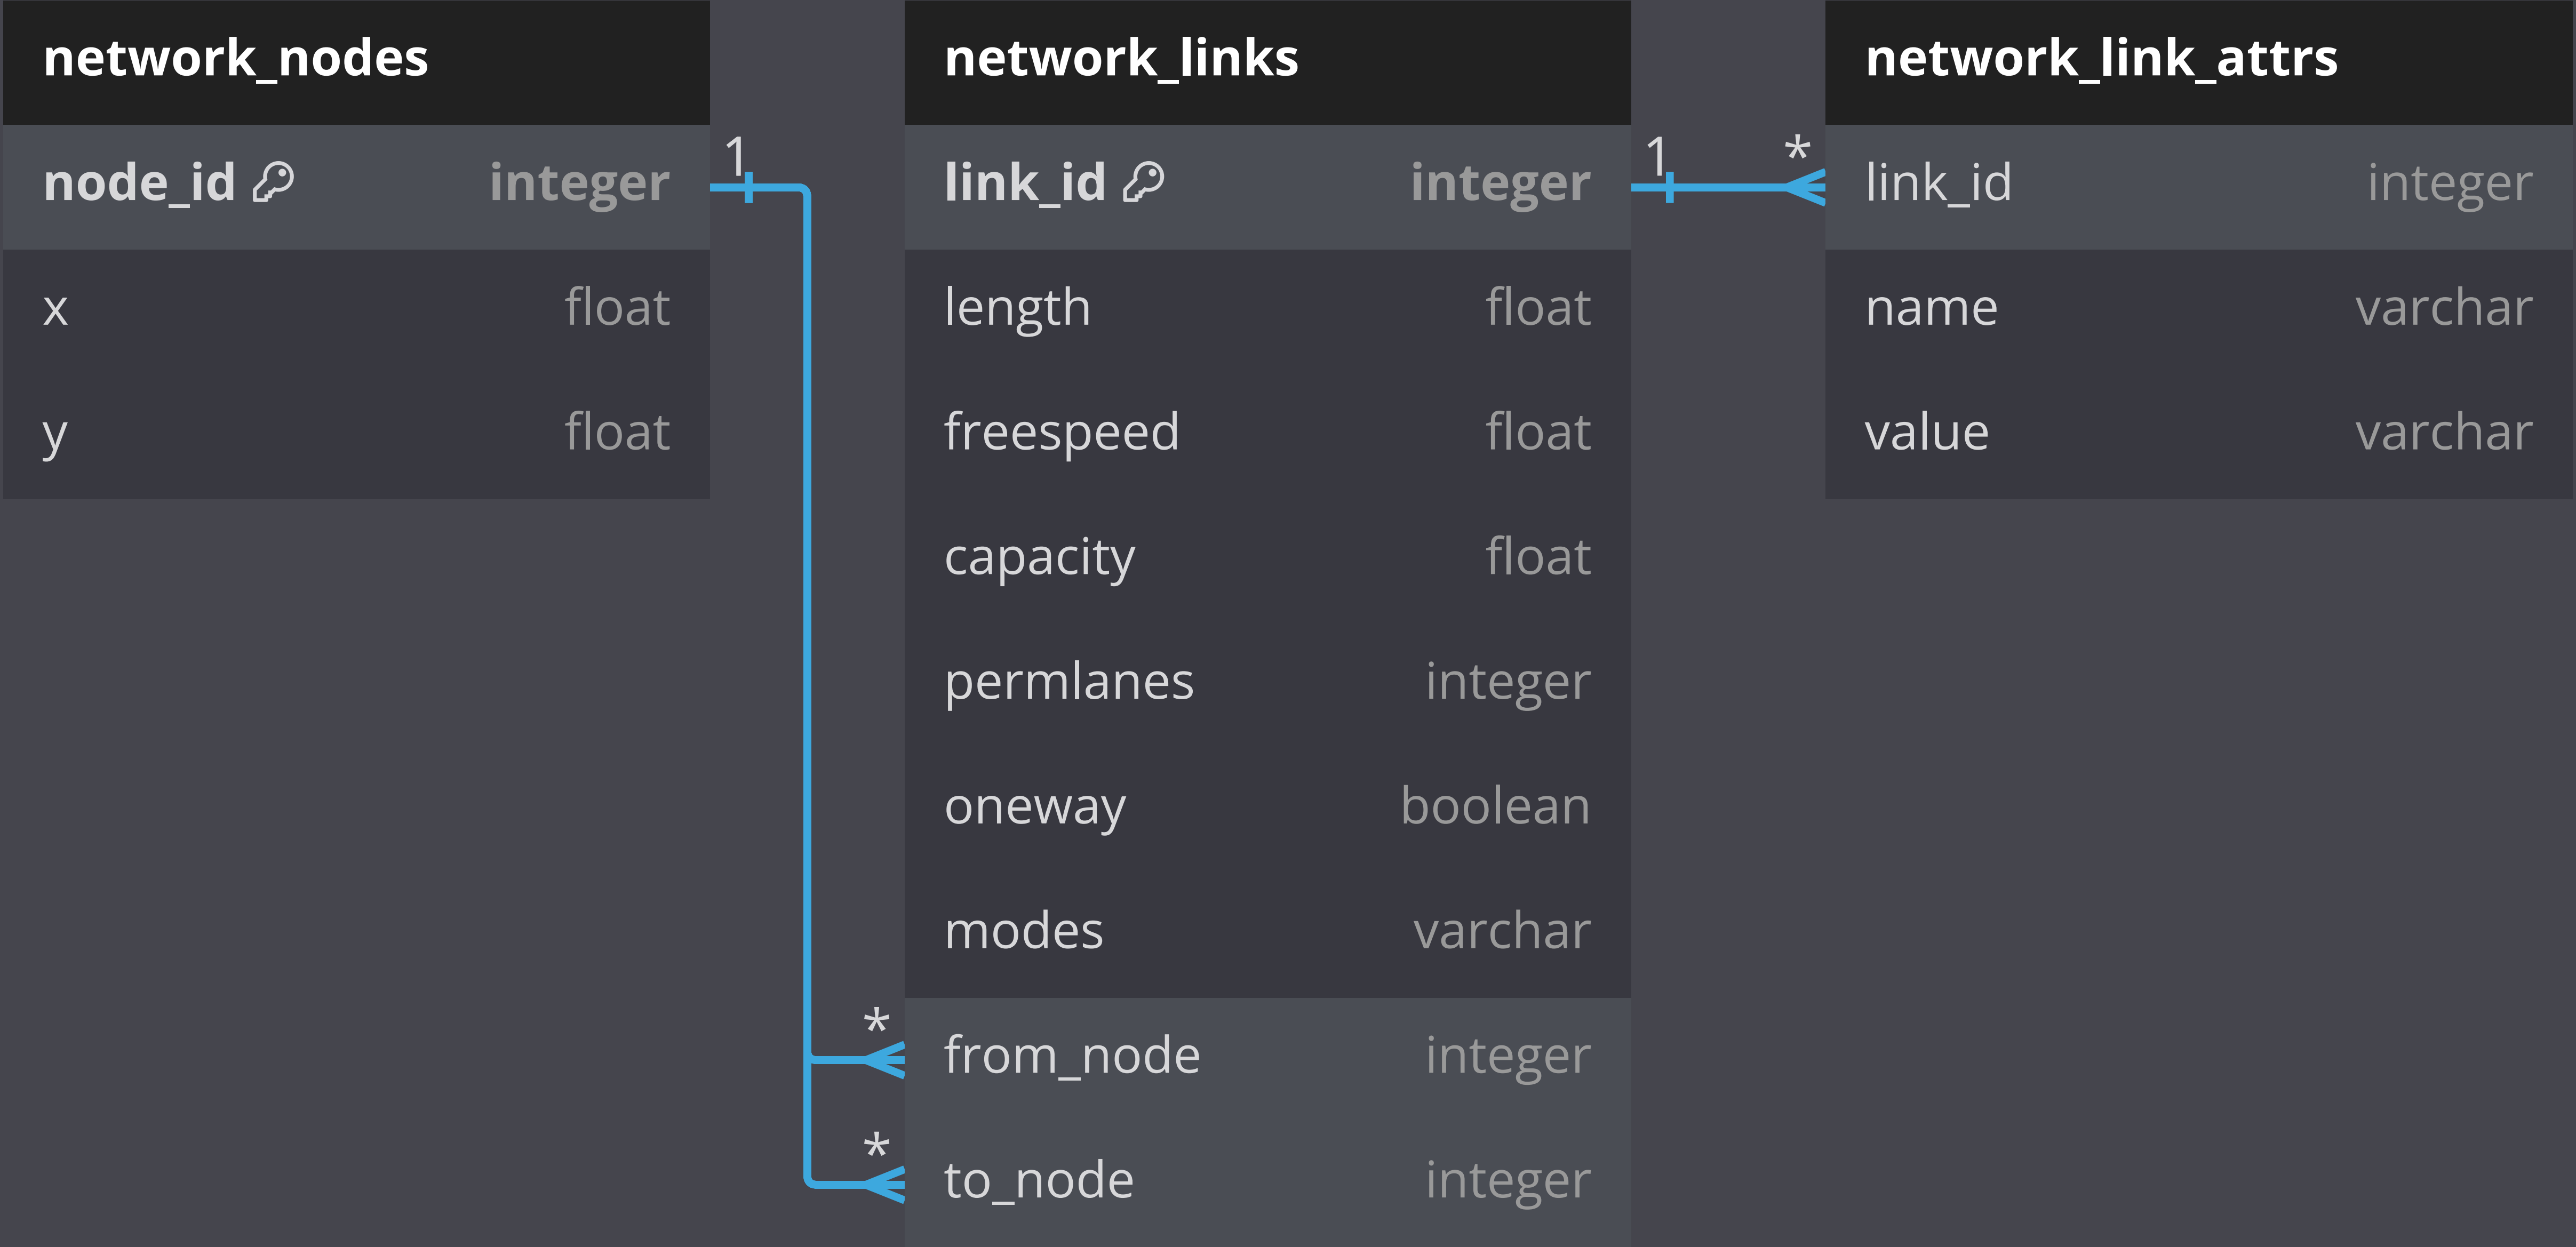 network_nodes
node_id integer
x float
y float
1
*
*
network_links
link_id integer
length float
freespeed float
capacity float
permlanes integer
oneway boolean
modes varchar
from_node integer
to_node integer
1
*
network_link_attrs
link_id integer
name varchar
value varchar